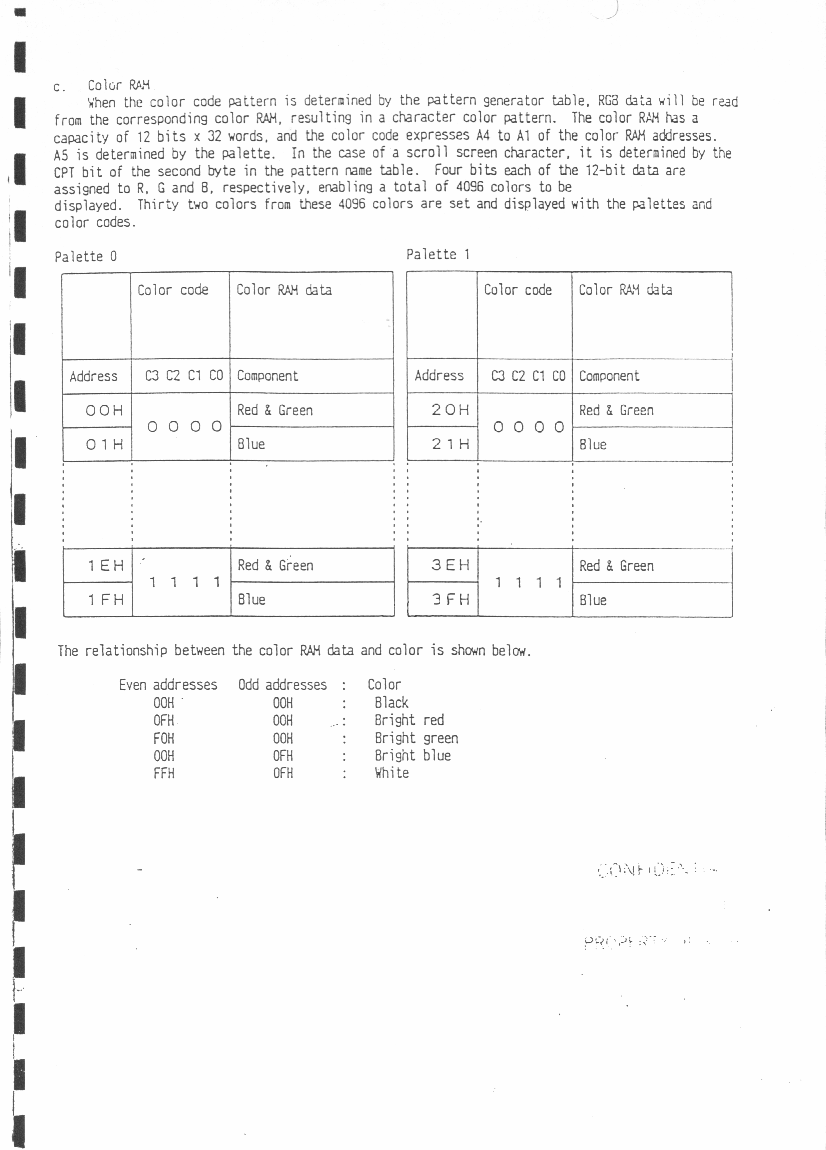 c.   Color RAM
When the color code pattern is determined by the pattern generator table, RGB data will be read
from the corresponding color RAM, resulting in a character color pattern.  The color RAM has a
capacity of 12 bits x 32 words, and the color code expresses A4 to A1 of the color RAM addresses.
A5 is determined by the palette.  In the case of a scroll screen character, it is determined by the
CPT bit of the second byte in the pattern name table.  Four bits each of the 12-bit data are
assigned to R, G and B, respectively, enabling a total of 4096 colors to be
displayed.  Thirty two colors from these 4096 colors are set and displayed with the palettes and
color codes.
Palette 0
Color code   Color RAM data
Address   C3 C2 C1 C0   Component
00H   0 0 0 0   Red & Green
01H   Blue
1EH   1 1 1 1   Red & Green
1FH   Blue
Palette 1
Color code   Color RAM data
Address   C3 C2 C1 C0   Component
20H   0 0 0 0   Red & Green
21H   Blue
3EH   1 1 1 1   Red & Green
3FH   Blue
The relationship between the color RAM data and color is shown below.
Even addresses   Odd addresses   :   Color
00H   00H   :   Black
0FH   00H   :   Bright red
F0H   00H   :   Bright green
00H   0FH   :   Bright blue
FFH   0FH   :   White